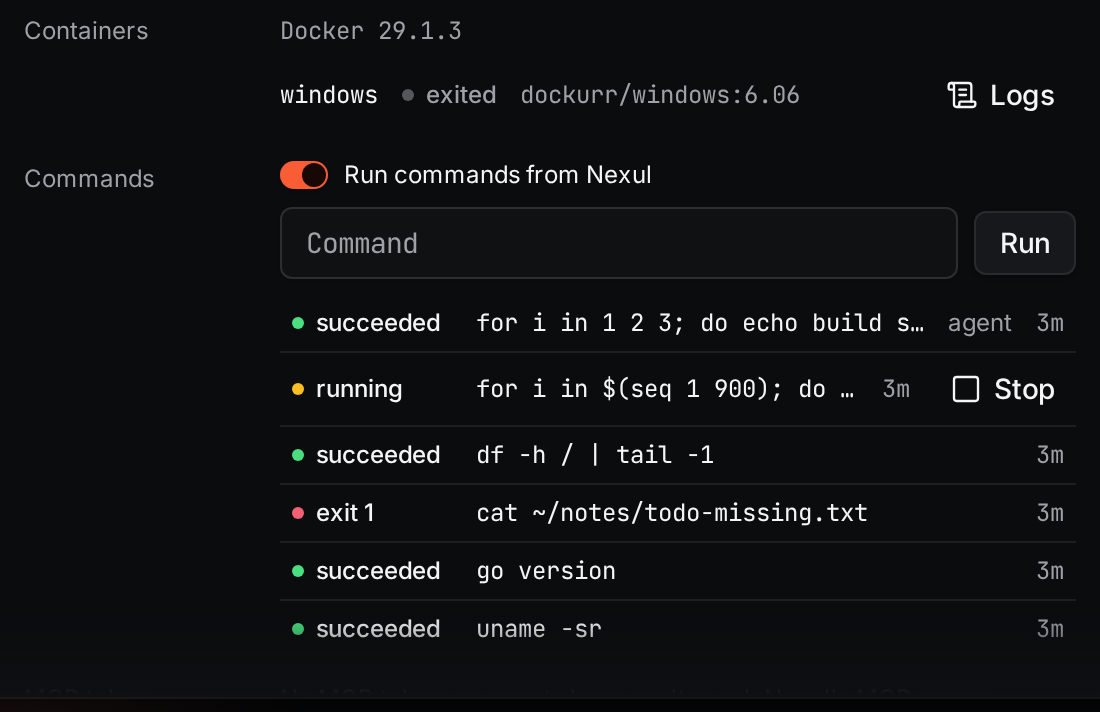 Containers Docker 29.1.3
windows exited dockurr/windows:6.06 Logs
Commands Run commands from Nexul
Command Run
succeeded for i in 1 2 3; do echo build s… agent 3m
running for i in $(seq 1 900); do … 3m Stop
succeeded df -h / | tail -1 3m
exit 1 cat ~/notes/todo-missing.txt 3m
succeeded go version 3m
succeeded uname -sr 3m